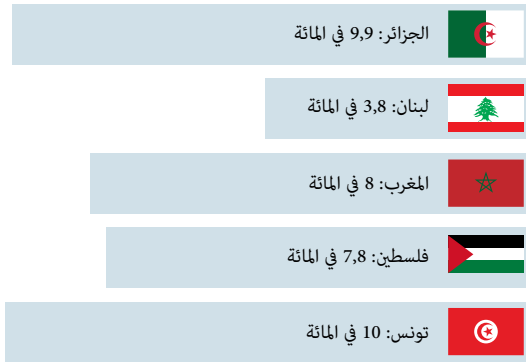 الجزائر: 9,9 في المائة
لبنان: 3,8 في المائة
المغرب: 8 في المائة
فلسطين: 7,8 في المائة
تونس: 10 في المائة